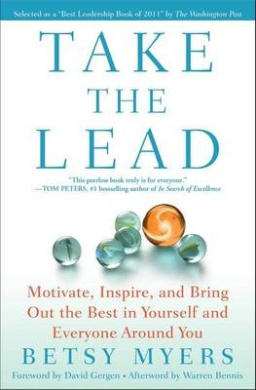 Selected as a "Best Leadership Book of 2011" by The Washington Post
TAKE
THE
LEAD
"This peerless book truly is for everyone."
—TOM PETERS, #1 bestselling author of In Search of Excellence
Motivate, Inspire, and Bring
Out the Best in Yourself and
Everyone Around You
BETSY MYERS
Foreword by David Gergen • Afterword by Warren Bennis